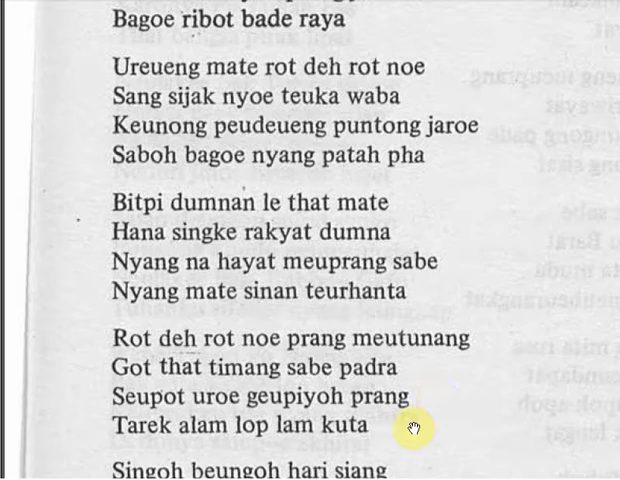 Bagoe ribot bade raya
Ureueng mate rot deh rot noe
Sang sijak nyoe teuka waba
Keunong peudeueng puntong jaroe
Saboh bagoe nyang patah pha
Bitpi dumnan le that mate
Hana singke rakyat dumna
Nyang na hayat meuprang sabe
Nyang mate sinan teurhanta
Rot deh rot noe prang meutunang
Got that timang sabe padra
Seupot uroe geupiyoh prang
Tarek alam lop lam kuta
Singoh beungoh hari siang